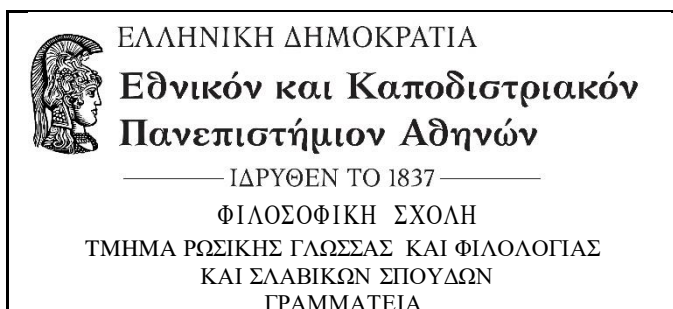 ΕΛΛΗΝΙΚΗ ΔΗΜΟΚΡΑΤΙΑ
Εθνικόν και Καποδιστριακόν
Πανεπιστήμιον Αθηνών
ΙΔΡΥΘΕΝ ΤΟ 1837
ΦΙΛΟΣΟΦΙΚΗ ΣΧΟΛΗ
ΤΜΗΜΑ ΡΩΣΙΚΗΣ ΓΛΩΣΣΑΣ ΚΑΙ ΦΙΛΟΛΟΓΙΑΣ
ΚΑΙ ΣΛΑΒΙΚΩΝ ΣΠΟΥΔΩΝ
ΓΡΑΜΜΑΤΕΙΑ